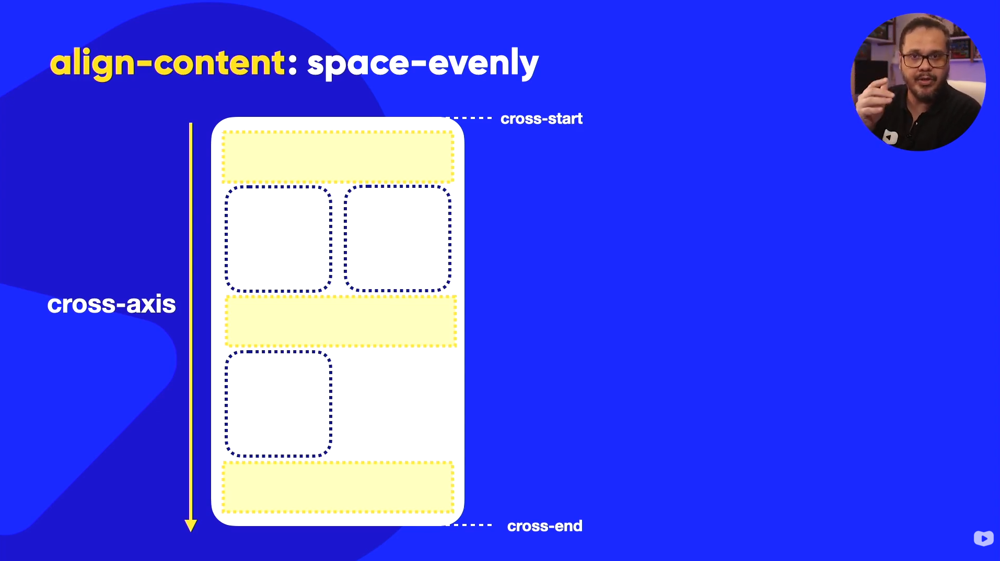 align-content: space-evenly
cross-start
cross-axis
cross-end